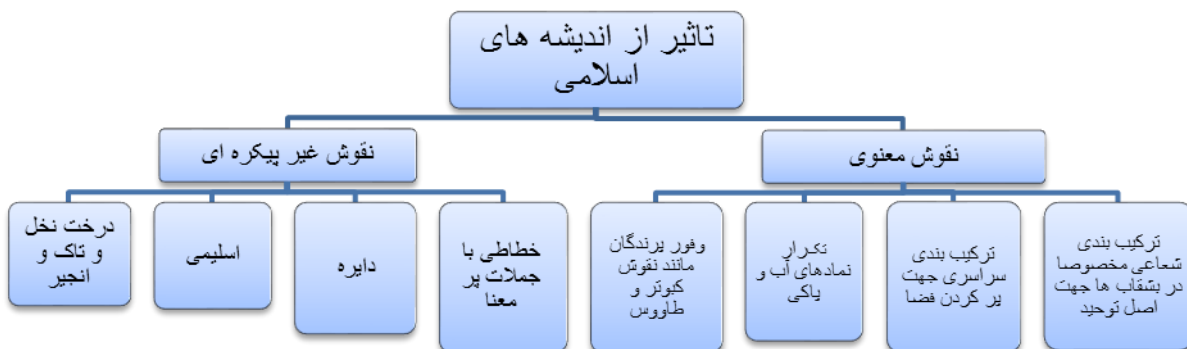 تاثیر از اندیشه های
اسلامی
نقوش معنوی
نقوش غیر پیکره ای
ترکیب بندی
شعاعی مخصوصا
در بشقاب ها جهت
اصل توحید
ترکیب بندی
سراسری جهت
پر کردن فضا
تکرار
نمادهای آب و
پاکی
وفور پرندگان
مانند نقوش
کبوتر و
طاووس
خطاطی با
جملات پر
معنا
دایره
اسلیمی
درخت نخل
و تاک و
انجیر